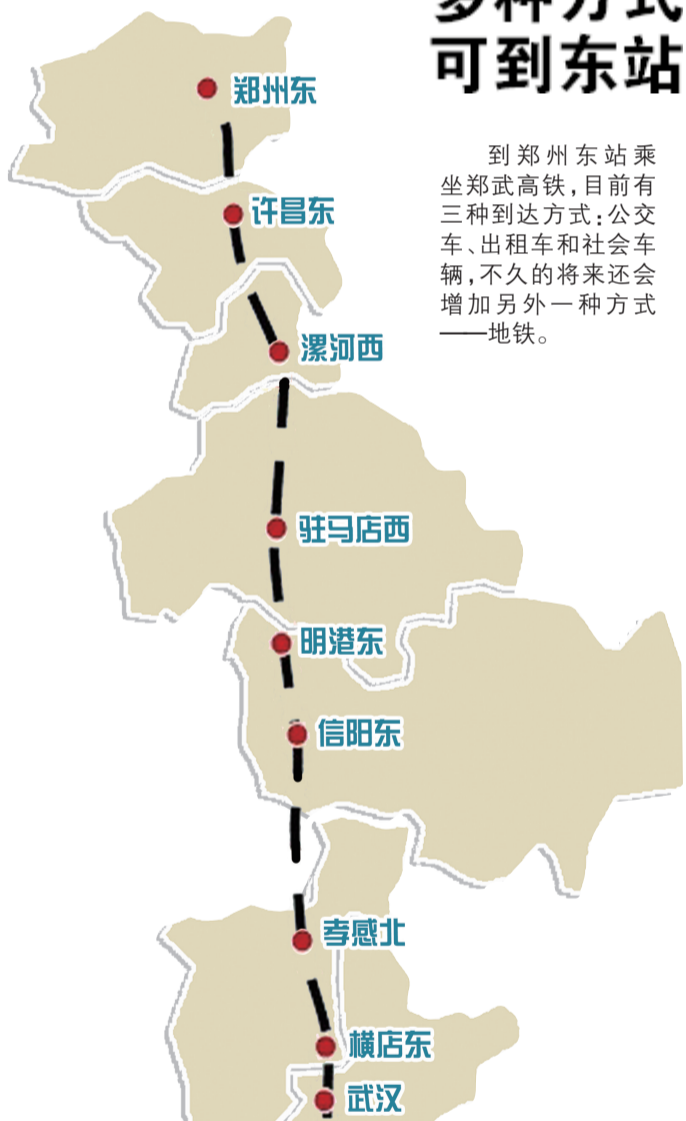 多种方式
可到东站
到郑州东站乘
坐郑武高铁，目前有
三种到达方式：公交
车、出租车和社会车
辆，不久的将来还会
增加另外一种方式
——地铁。
郑州东
许昌东
漯河西
驻马店西
明港东
信阳东
孝感北
横店东
武汉